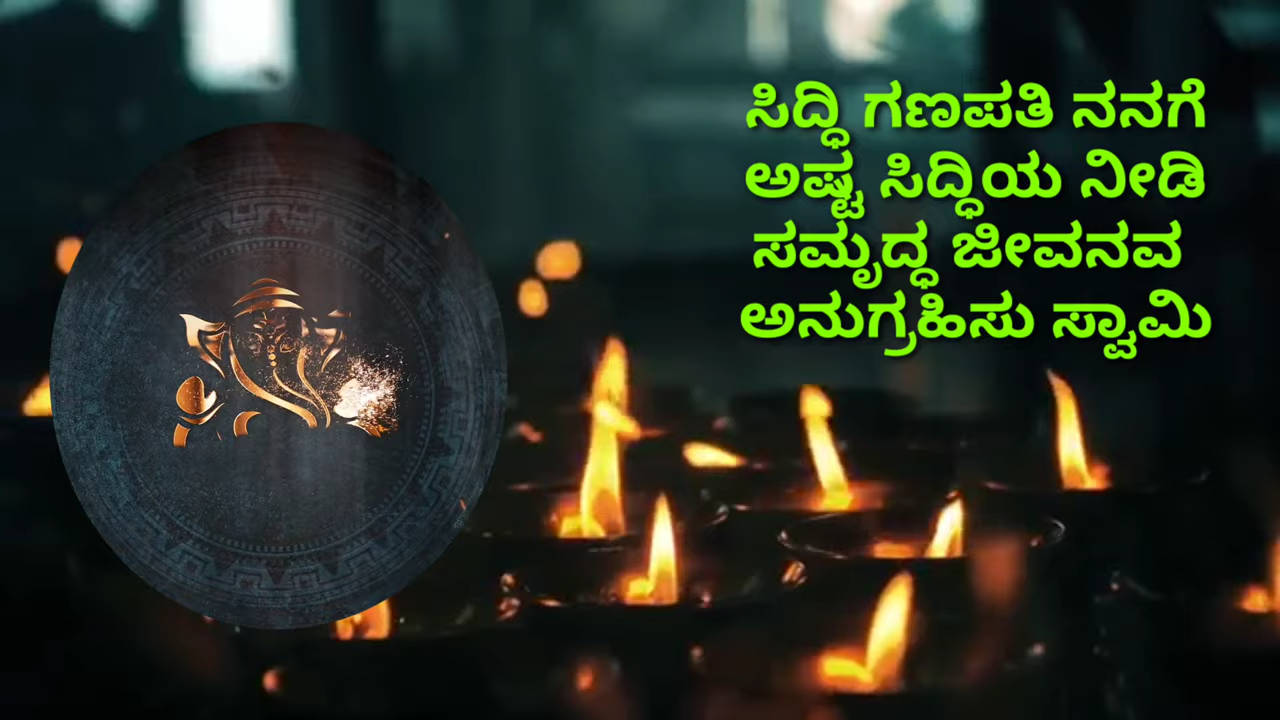 ಸಿದ್ಧಿ ಗಣಪತಿ ನನಗೆ
ಅಷ್ಟ ಸಿದ್ಧಿಯ ನೀಡಿ
ಸಮೃದ್ಧ ಜೀವನವ
ಅನುಗ್ರಹಿಸು ಸ್ವಾಮಿ